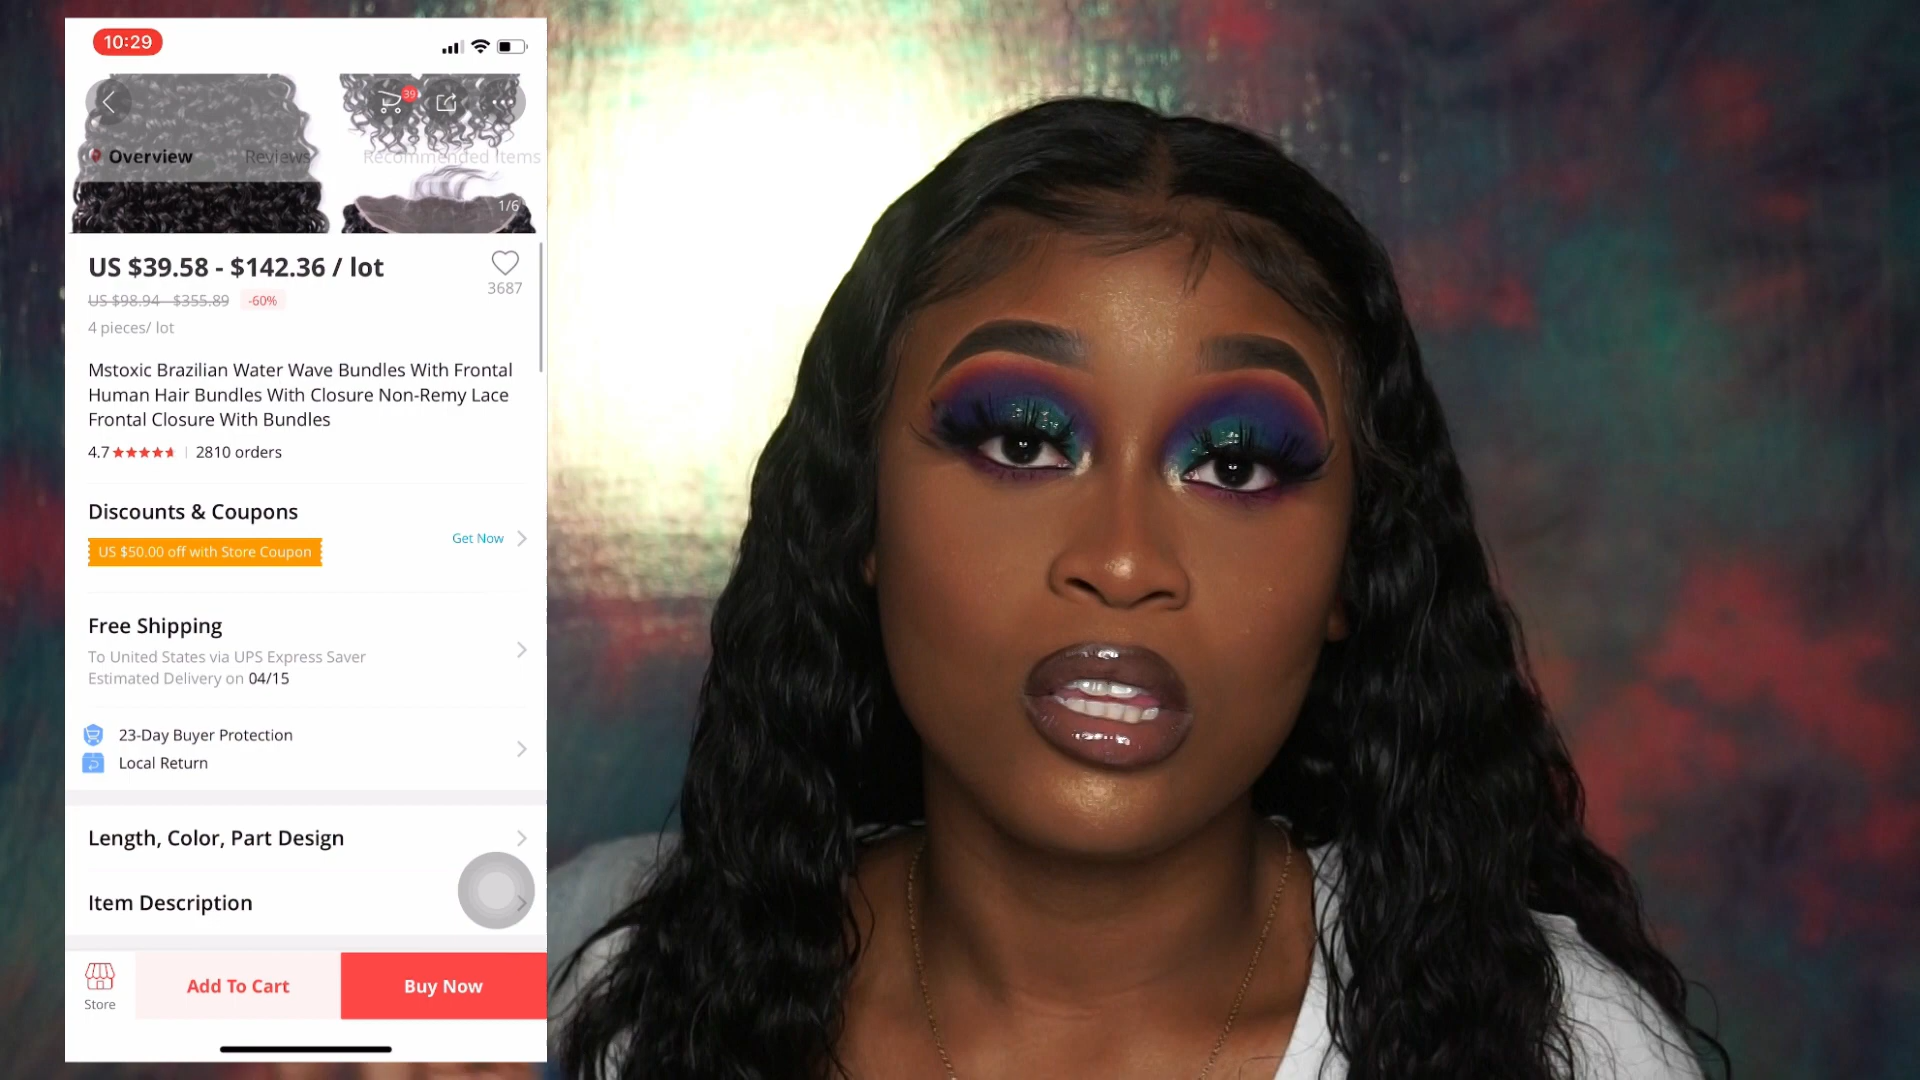 10:29
39
Overview Reviews Recommended Items
1/6
US $39.58 - $142.36 / lot
3687
US $98.94 - $355.89 -60%
4 pieces/ lot
Mstoxic Brazilian Water Wave Bundles With Frontal
Human Hair Bundles With Closure Non-Remy Lace
Frontal Closure With Bundles
4.7 2810 orders
Discounts & Coupons
US $50.00 off with Store Coupon
Get Now
Free Shipping
To United States via UPS Express Saver
Estimated Delivery on 04/15
23-Day Buyer Protection
Local Return
Length, Color, Part Design
Item Description
Store
Add To Cart
Buy Now